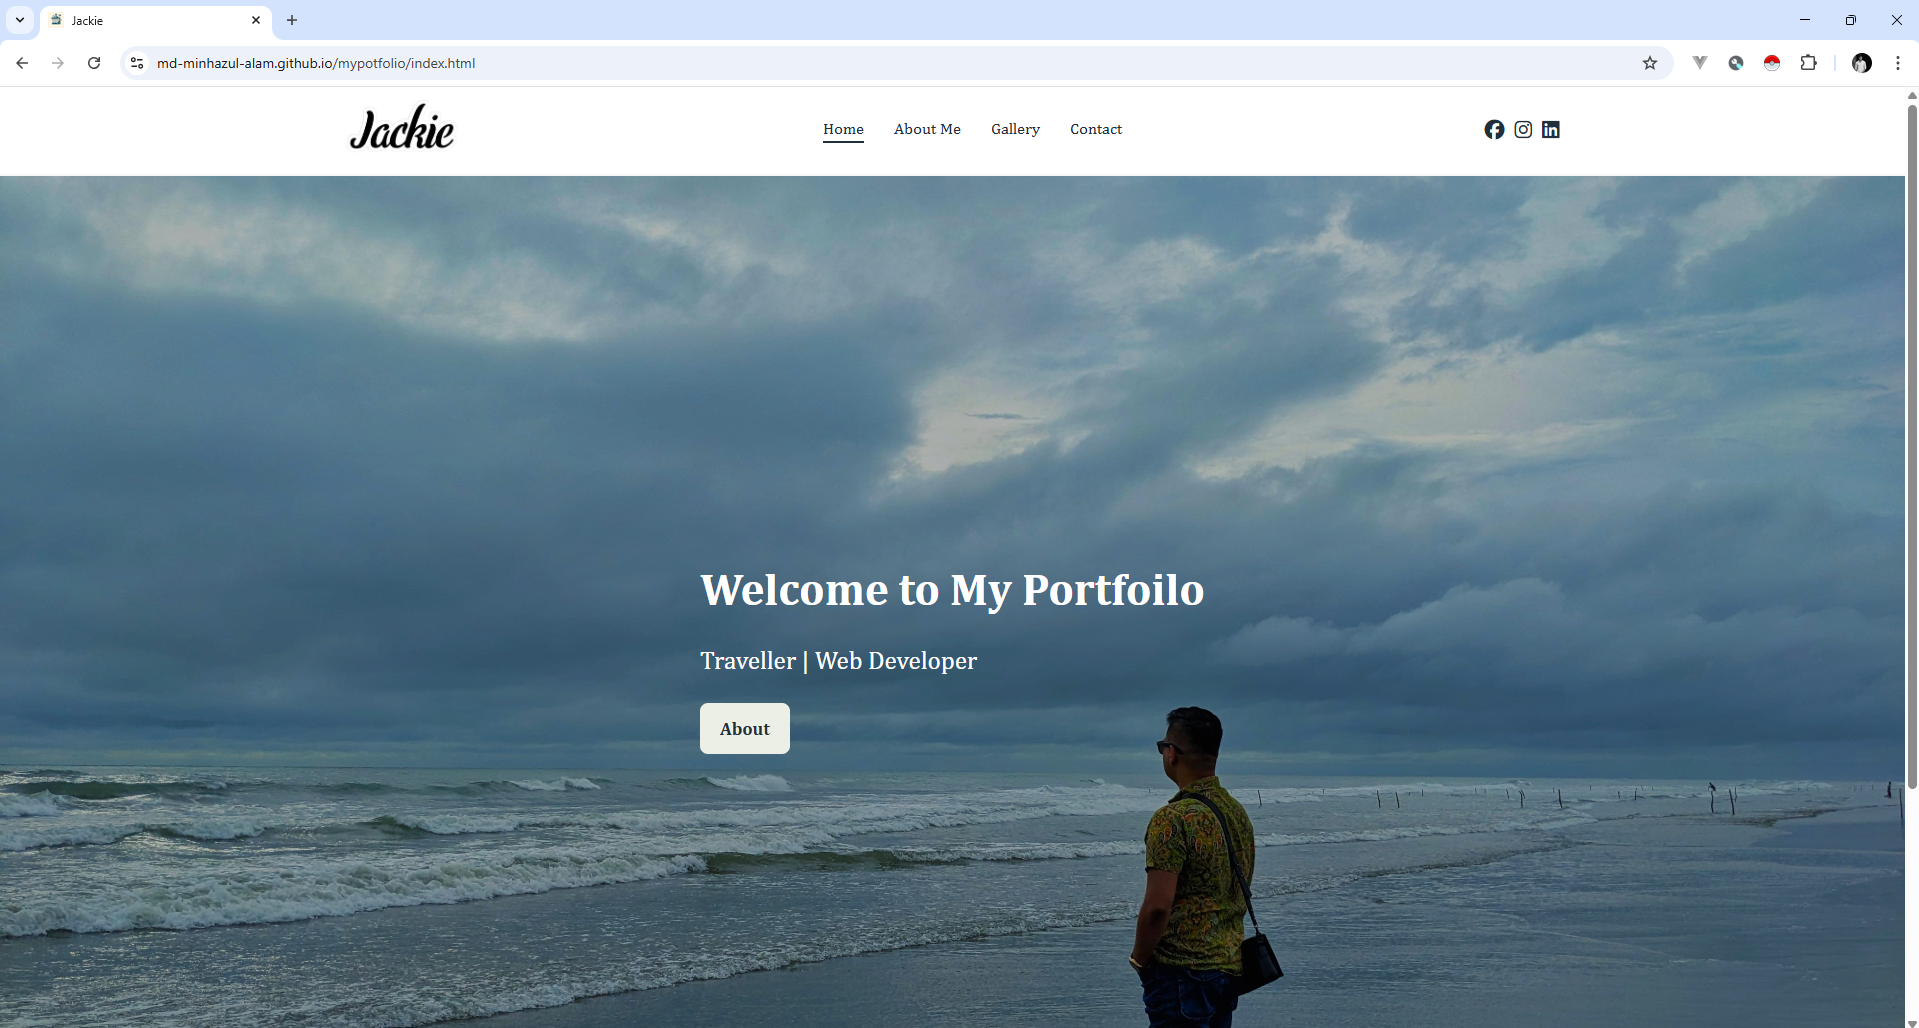 Jackie
md-minhazul-alam.github.io/mypotfolio/index.html
Jackie
Home About Me Gallery Contact
Welcome to My Portfoilo
Traveller | Web Developer
About